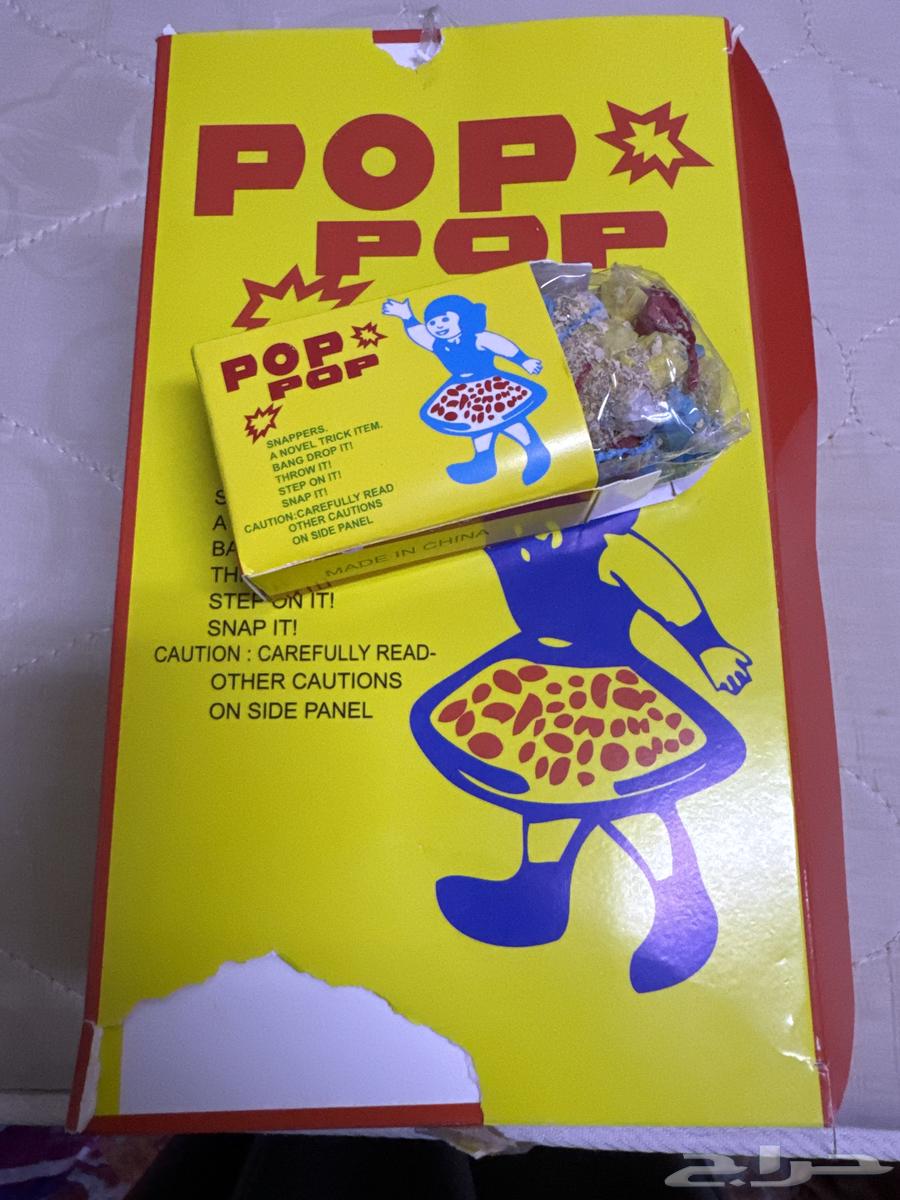 POP
POP
POP
POP
SNAPPERS.
A NOVEL TRICK ITEM.
BANG DROP IT!
THROW IT!
STEP ON IT!
SNAP IT!
CAUTION:CAREFULLY READ
OTHER CAUTIONS
ON SIDE PANEL
MADE IN CHINA
STEP ON IT!
SNAP IT!
CAUTION : CAREFULLY READ-
OTHER CAUTIONS
ON SIDE PANEL
حراج